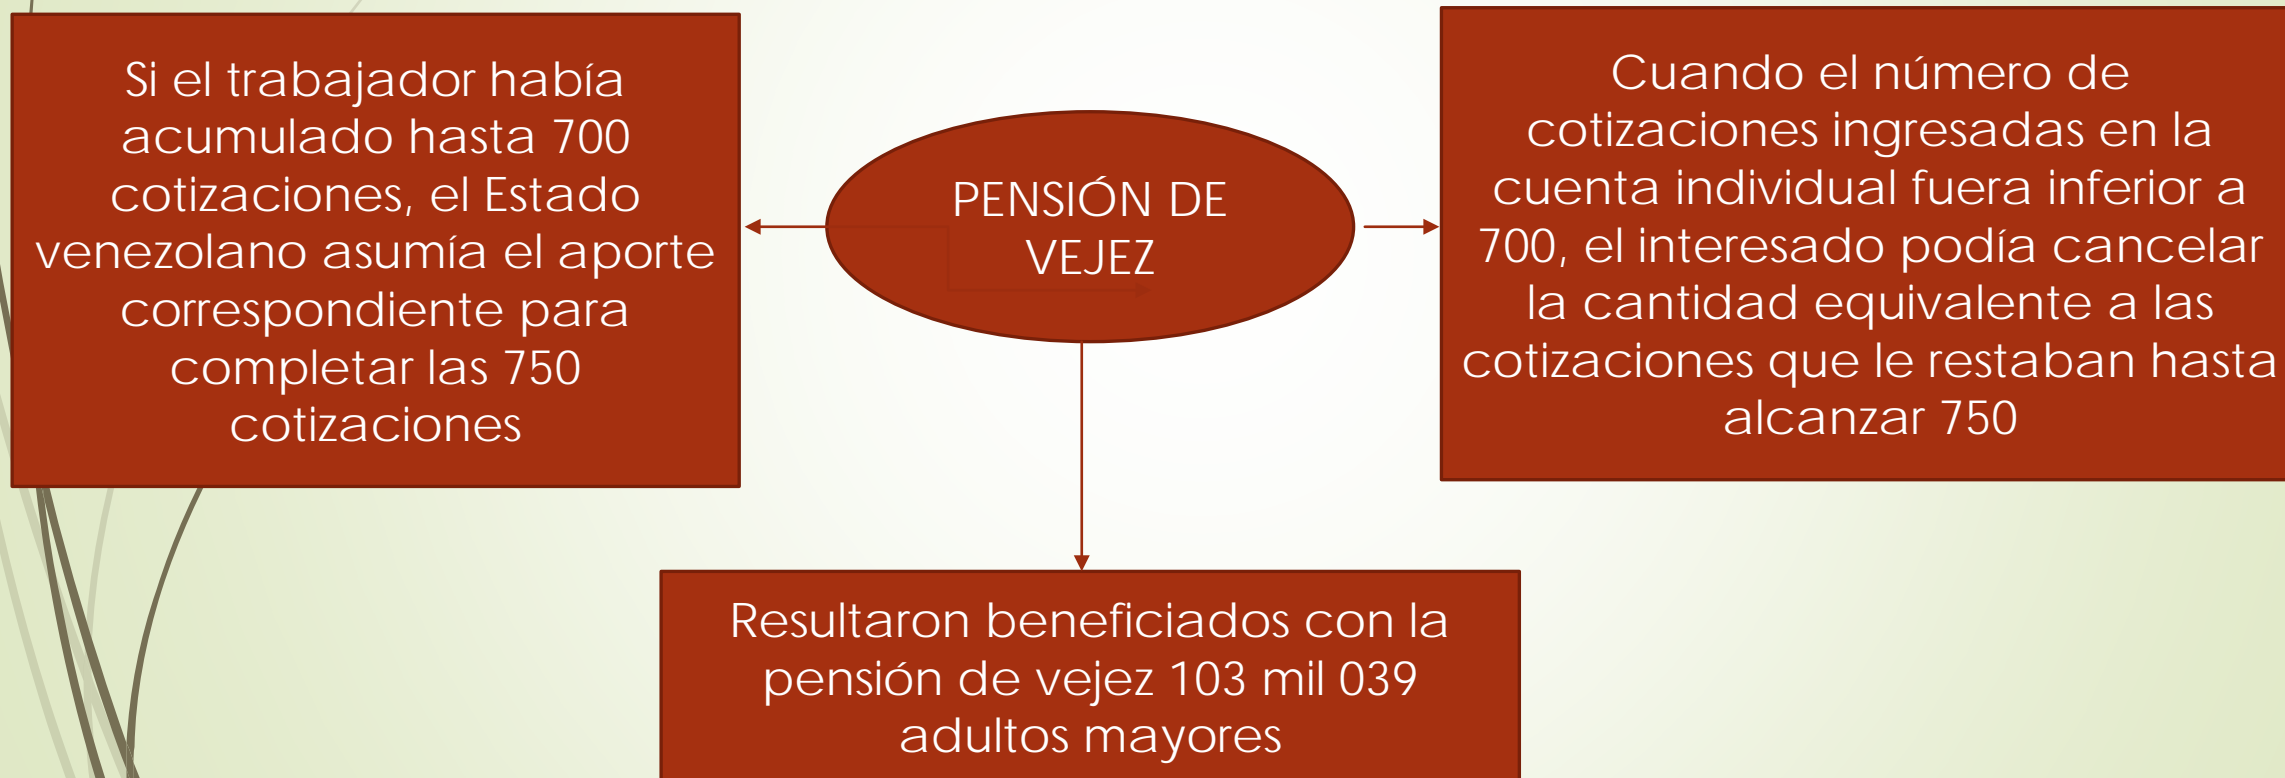 Si el trabajador había
acumulado hasta 700
cotizaciones, el Estado
venezolano asumía el aporte
correspondiente para
completar las 750
cotizaciones
PENSIÓN DE
VEJEZ
Cuando el número de
cotizaciones ingresadas en la
cuenta individual fuera inferior a
700, el interesado podía cancelar
la cantidad equivalente a las
cotizaciones que le restaban hasta
alcanzar 750
Resultaron beneficiados con la
pensión de vejez 103 mil 039
adultos mayores